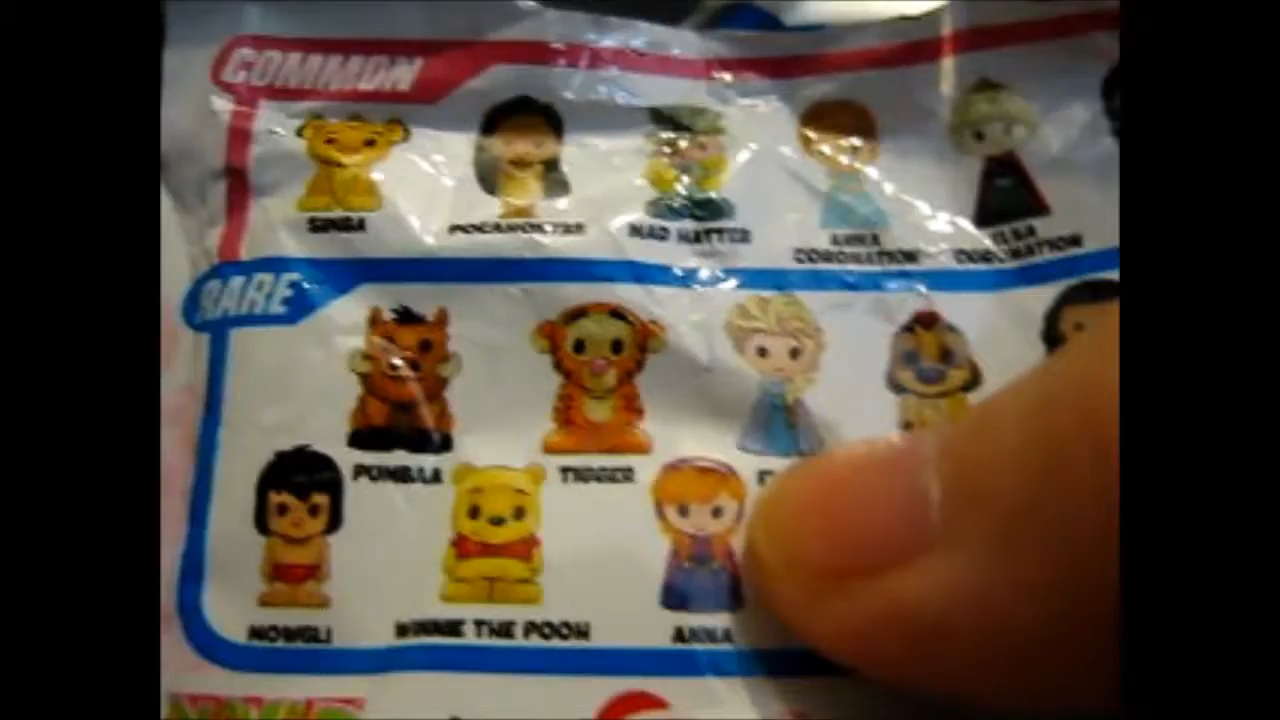 COMMON
SIMBA
POCAHONTAS
MAD HATTER
ANNA
CORONATION
ELSA
CORONATION
RARE
PUMBAA
TIGGER
MOWGLI
WINNIE THE POOH
ANNA